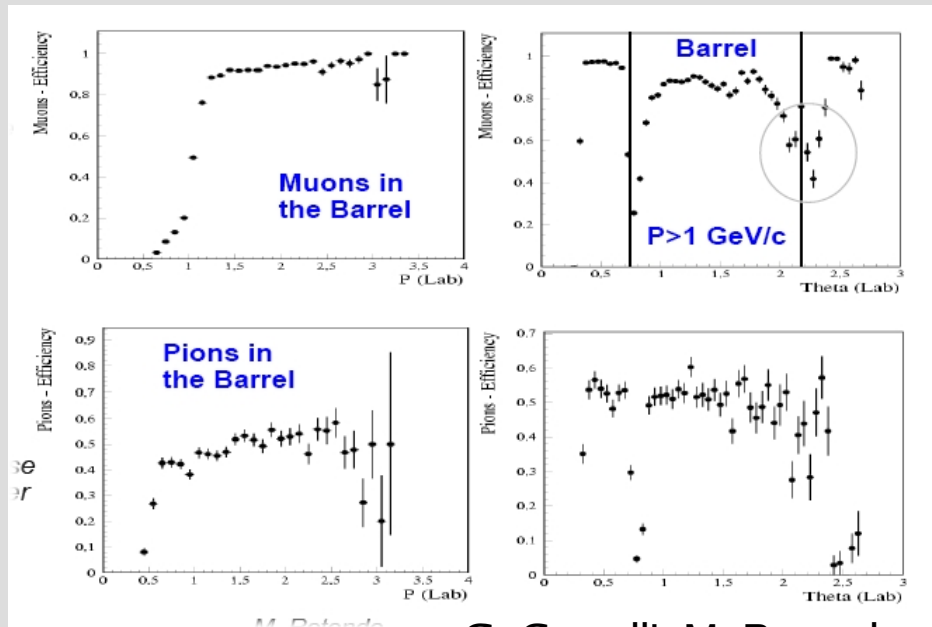 Muons - Efficiency
1
0.8
0.6
0.4
0.2
0
Muons in
the Barrel
0 0.5 1 1.5 2 2.5 3 3.5 4
P (Lab)
Muons - Efficiency
1
0.8
0.6
0.4
0.2
0
Barrel
P>1 GeV/c
0 0.5 1 1.5 2 2.5 3
Theta (Lab)
Pions - Efficiency
0.9
0.8
0.7
0.6
0.5
0.4
0.3
0.2
0.1
0
Pions in
the Barrel
0 0.5 1 1.5 2 2.5 3 3.5 4
P (Lab)
Pions - Efficiency
0.7
0.6
0.5
0.4
0.3
0.2
0.1
0
0 0.5 1 1.5 2 2.5 3
Theta (Lab)
se
er